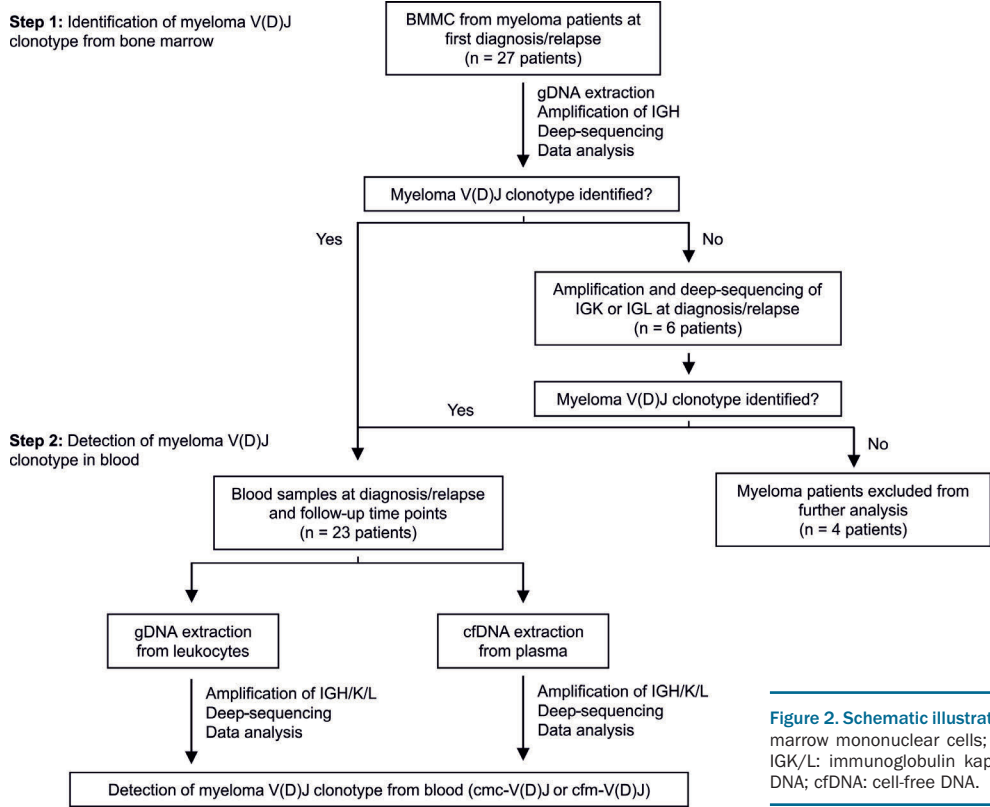 Step 1: Identification of myeloma V(D)J
clonotype from bone marrow
BMMC from myeloma patients at
first diagnosis/relapse
(n = 27 patients)
gDNA extraction
Amplification of IGH
Deep-sequencing
Data analysis
Myeloma V(D)J clonotype identified?
Yes
No
Amplification and deep-sequencing of
IGK or IGL at diagnosis/relapse
(n = 6 patients)
Myeloma V(D)J clonotype identified?
Yes
No
Step 2: Detection of myeloma V(D)J
clonotype in blood
Blood samples at diagnosis/relapse
and follow-up time points
(n = 23 patients)
Myeloma patients excluded from
further analysis
(n = 4 patients)
gDNA extraction
from leukocytes
cfDNA extraction
from plasma
Amplification of IGH/K/L
Deep-sequencing
Data analysis
Amplification of IGH/K/L
Deep-sequencing
Data analysis
Detection of myeloma V(D)J clonotype from blood (cmc-V(D)J or cfm-V(D)J)
Figure 2. Schematic illustrat
marrow mononuclear cells;
IGK/L: immunoglobulin kap
DNA; cfDNA: cell-free DNA.